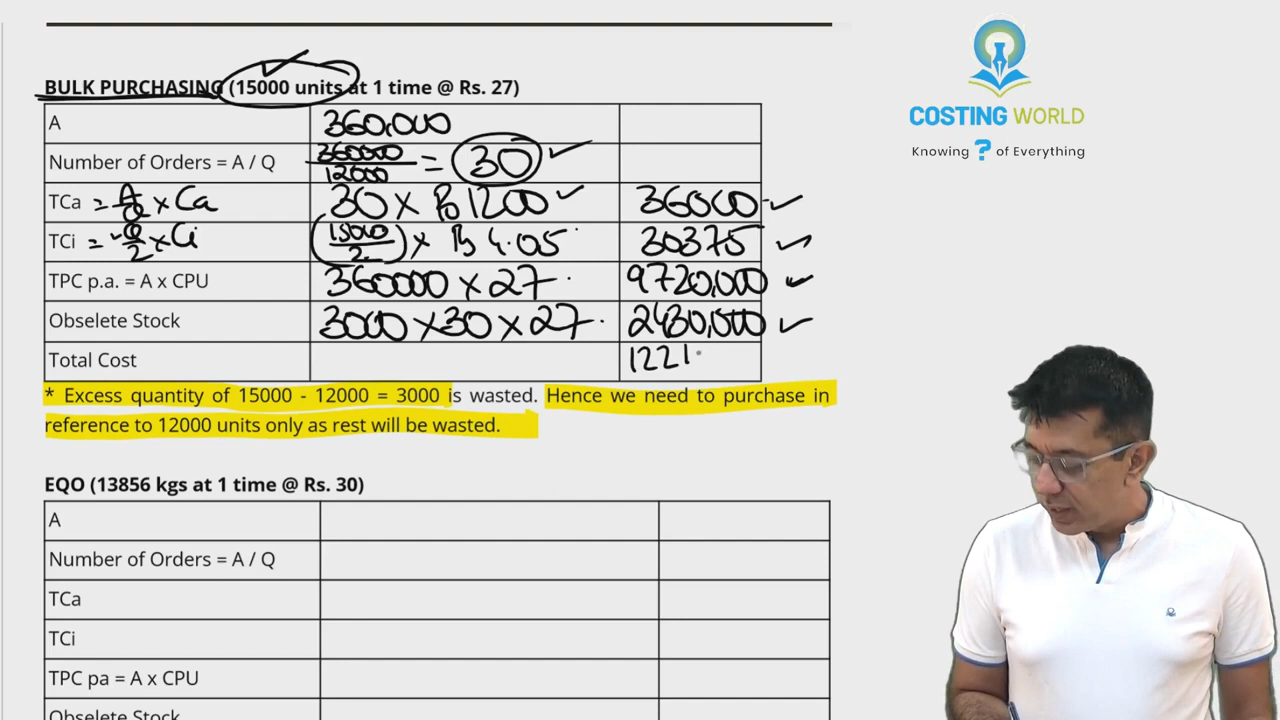 COSTING WORLD
Knowing ? of Everything
BULK PURCHASING (15000 units at 1 time @ Rs. 27)
A 360,000
Number of Orders = A / Q 360000 / 12000 = 30
TCa = A/Q x Ca 30 x Rs 1200 36000
TCi = Q/2 x Ci (15000/2) x Rs 4.05 30375
TPC p.a. = A x CPU 360000 x 27 9720,000
Obselete Stock 3000 x 30 x 27 2430,000
Total Cost 1221
* Excess quantity of 15000 - 12000 = 3000 is wasted. Hence we need to purchase in
reference to 12000 units only as rest will be wasted.
EQO (13856 kgs at 1 time @ Rs. 30)
A
Number of Orders = A / Q
TCa
TCi
TPC pa = A x CPU
Obselete Stock